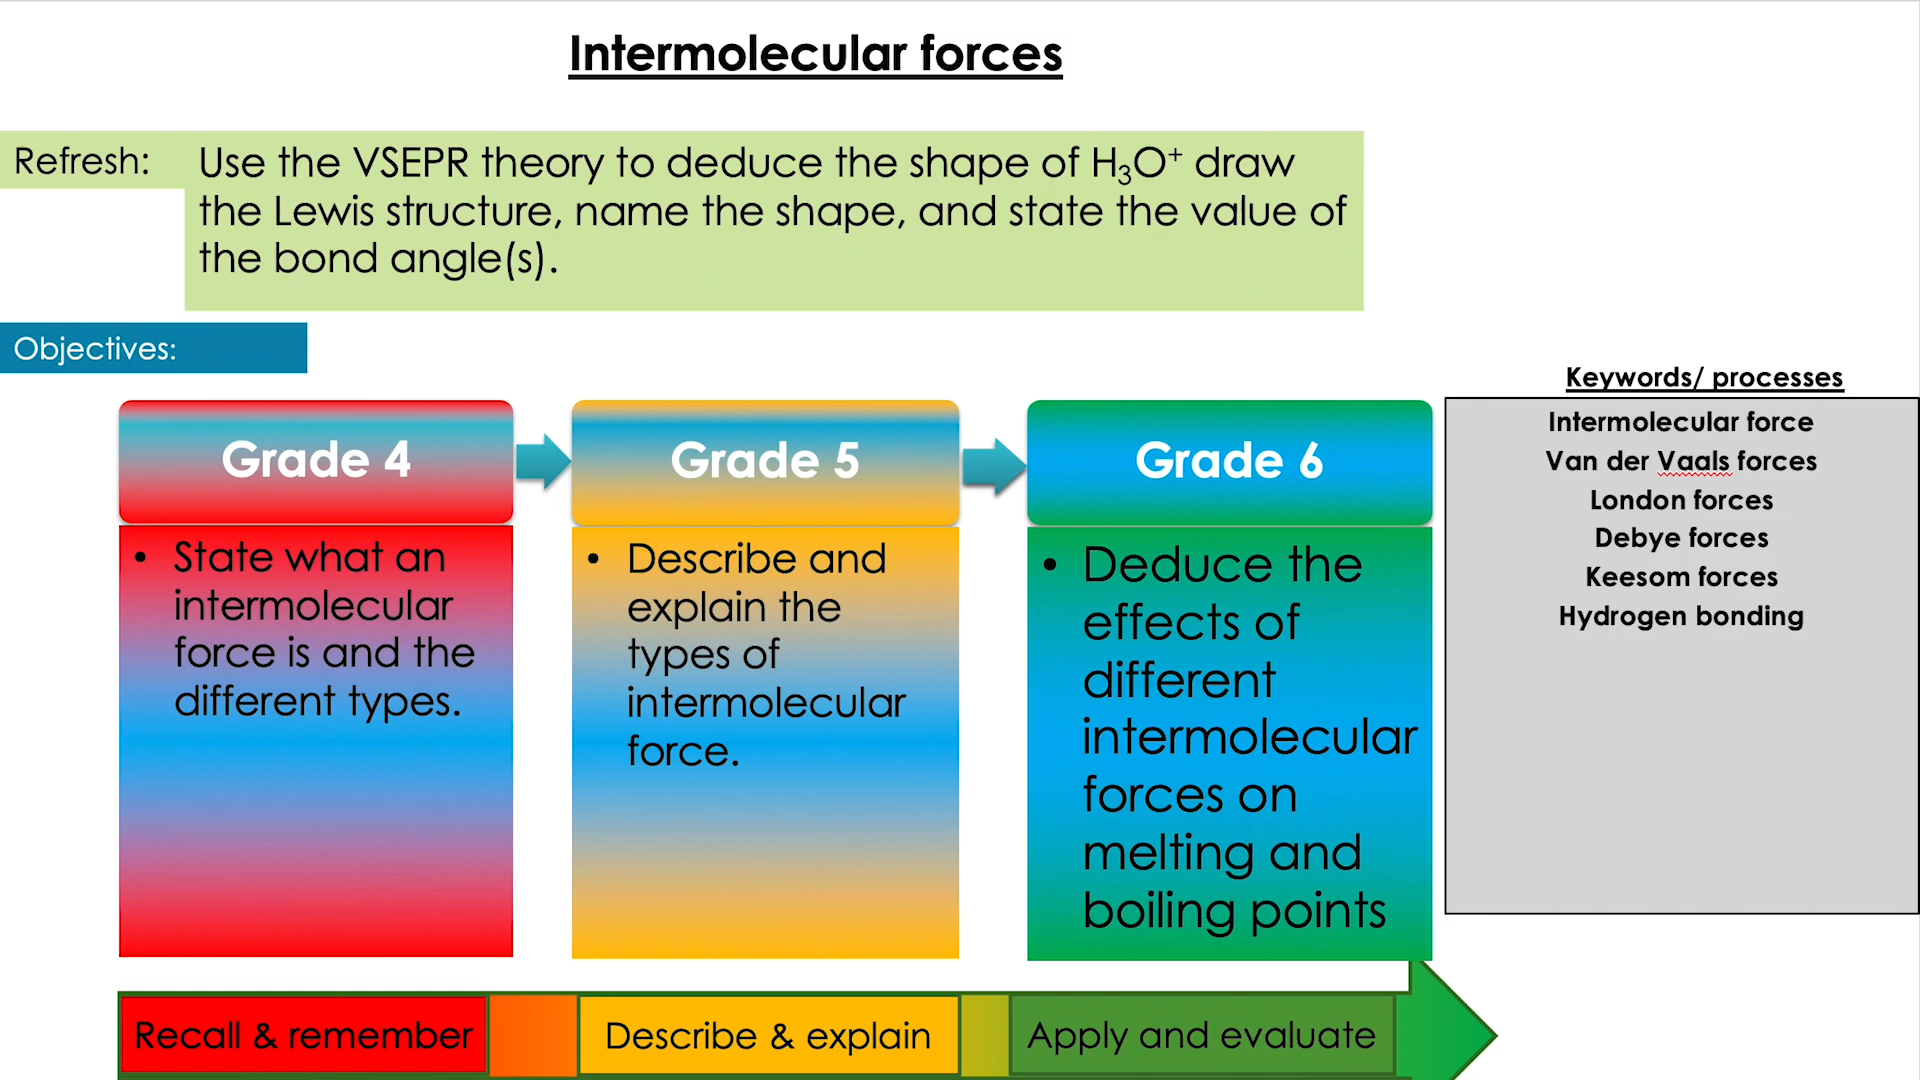 Intermolecular forces
Refresh:
Use the VSEPR theory to deduce the shape of H₃O⁺ draw
the Lewis structure, name the shape, and state the value of
the bond angle(s).
Objectives:
Grade 4
• State what an
intermolecular
force is and the
different types.
Grade 5
• Describe and
explain the
types of
intermolecular
force.
Grade 6
• Deduce the
effects of
different
intermolecular
forces on
melting and
boiling points
Keywords/ processes
Intermolecular force
Van der Vaals forces
London forces
Debye forces
Keesom forces
Hydrogen bonding
Recall & remember
Describe & explain
Apply and evaluate